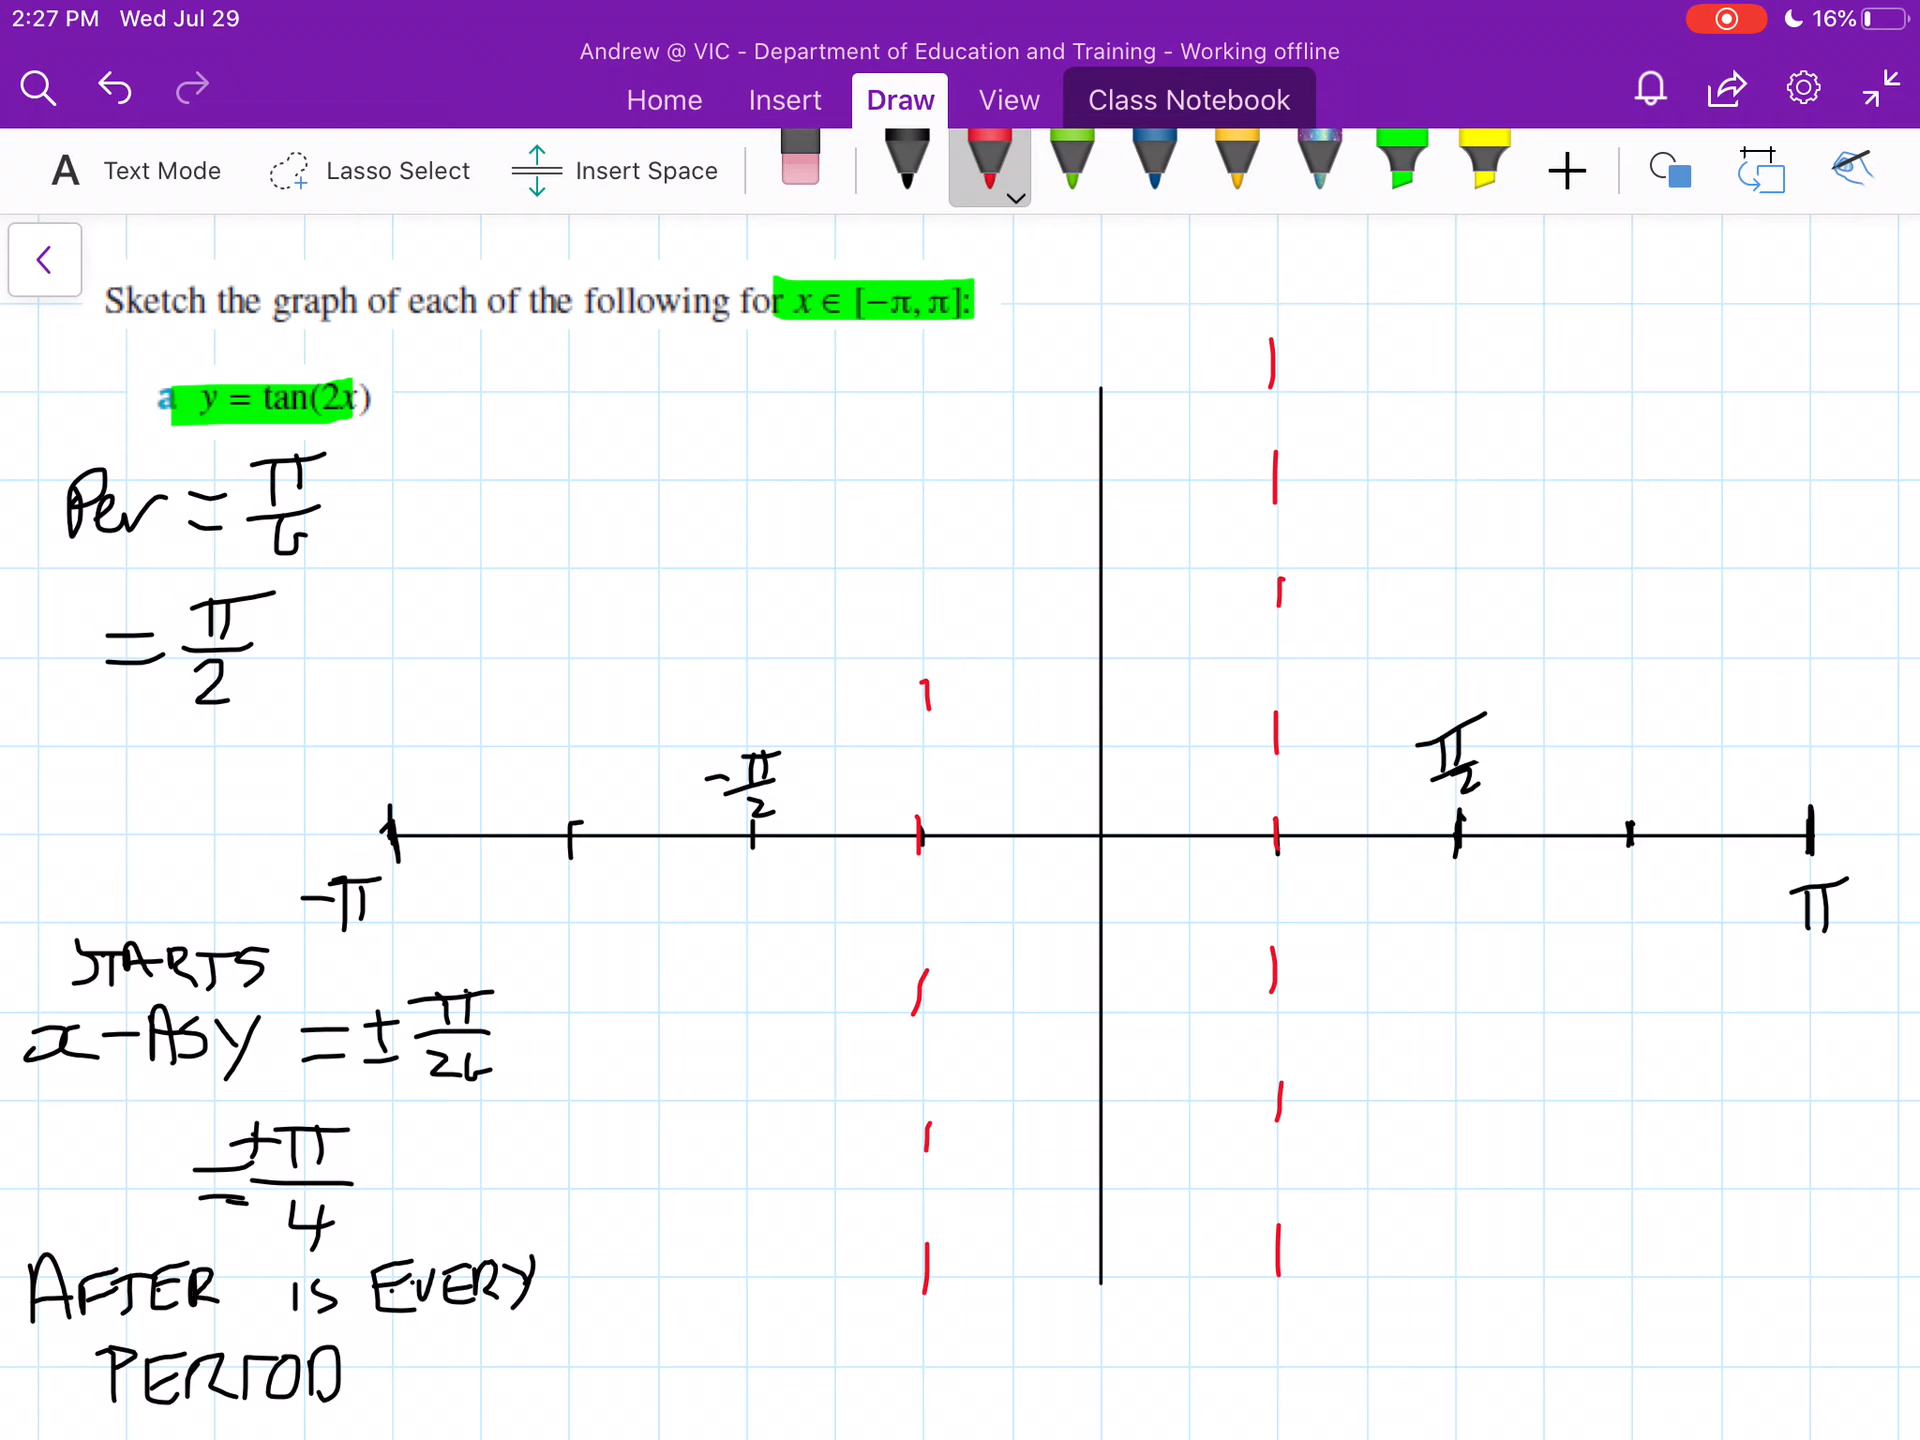 2:27 PM Wed Jul 29
16%
Andrew @ VIC - Department of Education and Training - Working offline
Home Insert Draw View Class Notebook
A Text Mode Lasso Select Insert Space
Sketch the graph of each of the following for x ∈ [−π, π]:
a y = tan(2x)
Per = π/b
= π/2
-π/2
π/2
-π
π
STARTS
x-ASY = ± π/2b
= ±π/4
AFTER IS EVERY
PERIOD